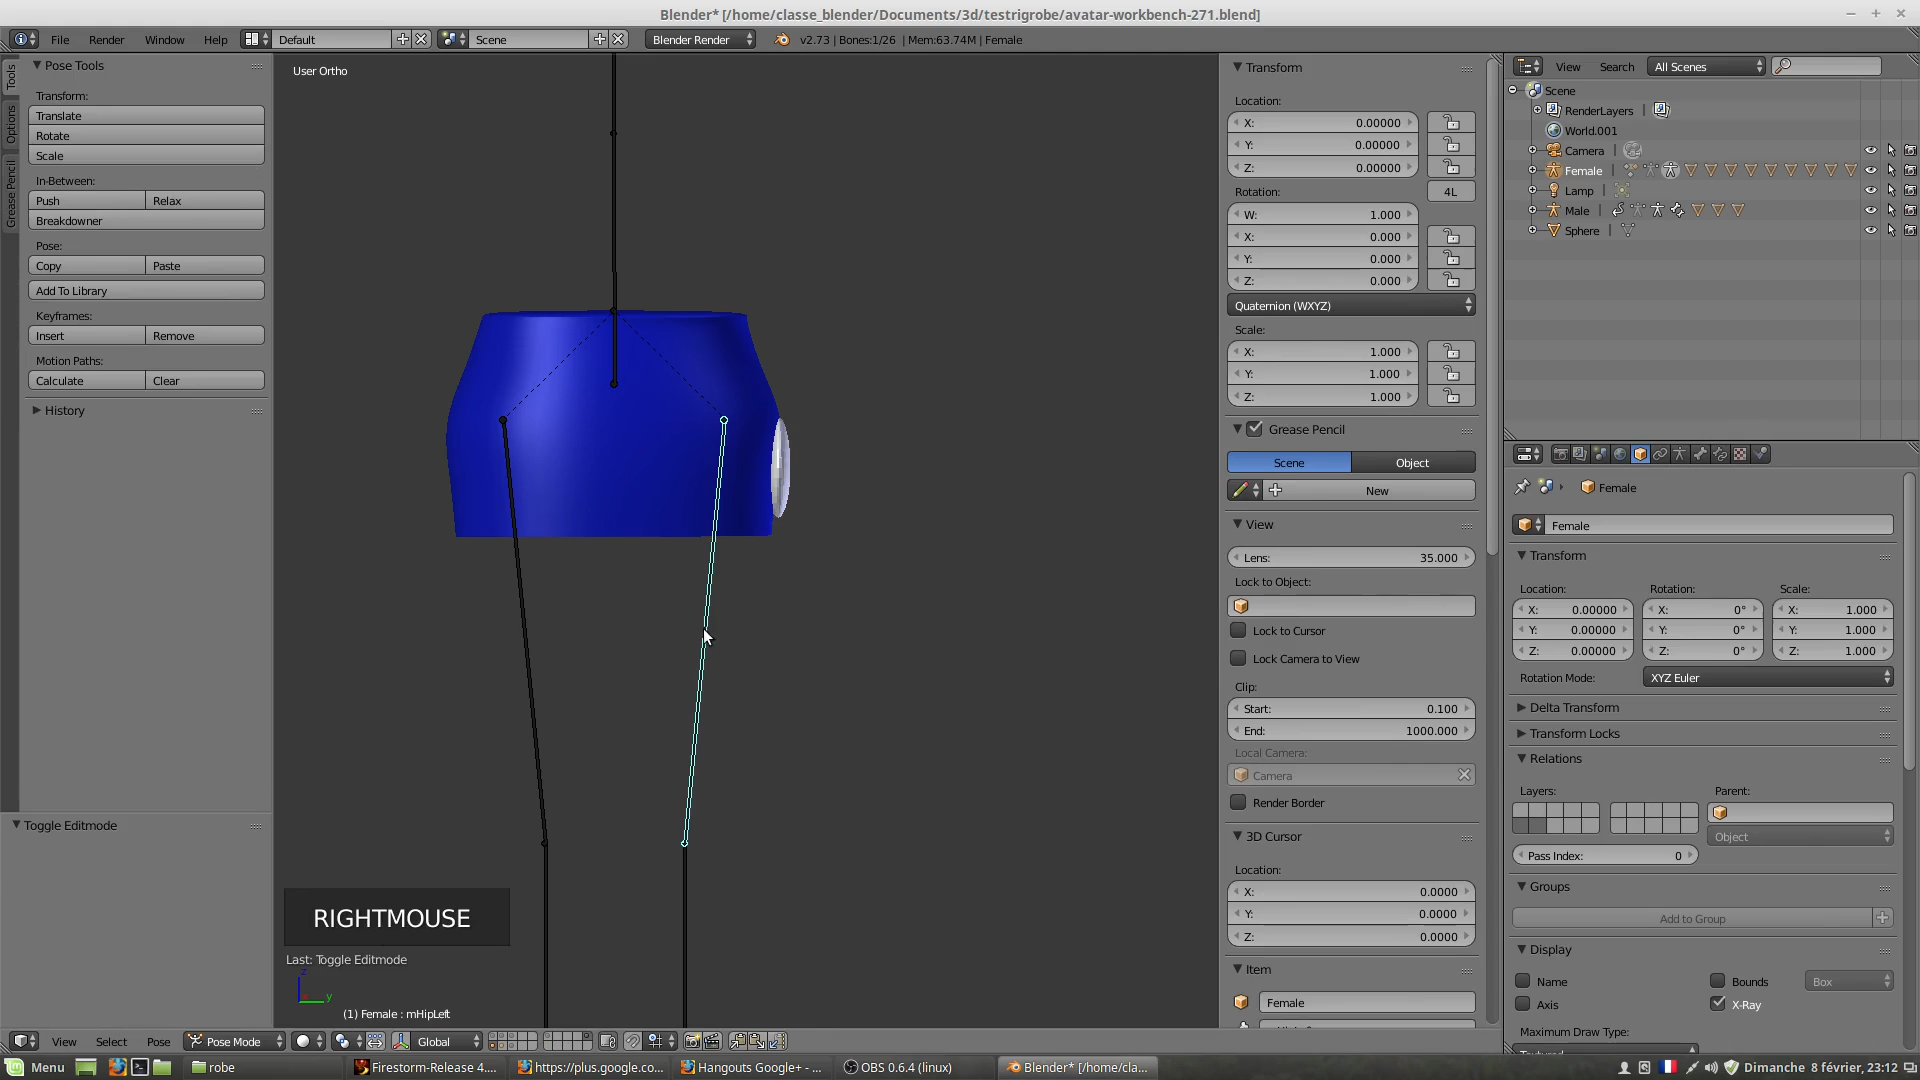 Blender* [/home/classe_blender/Documents/3d/testrigrobe/avatar-workbench-271.blend]
File Render Window Help Default Scene Blender Render v2.73 | Bones:1/26 | Mem:63.74M | Female
Tools
Options
Grease Pencil
Pose Tools
Transform:
Translate
Rotate
Scale
In-Between:
Push Relax
Breakdowner
Pose:
Copy Paste
Add To Library
Keyframes:
Insert Remove
Motion Paths:
Calculate Clear
History
Toggle Editmode
User Ortho
RIGHTMOUSE
Last: Toggle Editmode
z
y
(1) Female : mHipLeft
View Select Pose Pose Mode Global
Transform
Location:
X: 0.00000
Y: 0.00000
Z: 0.00000
Rotation: 4L
W: 1.000
X: 0.000
Y: 0.000
Z: 0.000
Quaternion (WXYZ)
Scale:
X: 1.000
Y: 1.000
Z: 1.000
Grease Pencil
Scene Object
New
View
Lens: 35.000
Lock to Object:
Lock to Cursor
Lock Camera to View
Clip:
Start: 0.100
End: 1000.000
Local Camera:
Camera
Render Border
3D Cursor
Location:
X: 0.0000
Y: 0.0000
Z: 0.0000
Item
Female
View Search All Scenes
Scene
RenderLayers
World.001
Camera
Female
Lamp
Male
Sphere
Female
Female
Transform
Location: Rotation: Scale:
X: 0.00000 X: 0° X: 1.000
Y: 0.00000 Y: 0° Y: 1.000
Z: 0.00000 Z: 0° Z: 1.000
Rotation Mode: XYZ Euler
Delta Transform
Transform Locks
Relations
Layers: Parent:
Object
Pass Index: 0
Groups
Add to Group
Display
Name Bounds Box
Axis X-Ray
Maximum Draw Type:
Menu robe Firestorm-Release 4.... https://plus.google.co... Hangouts Google+ - ... OBS 0.6.4 (linux) Blender* [/home/cla... Dimanche 8 février, 23:12